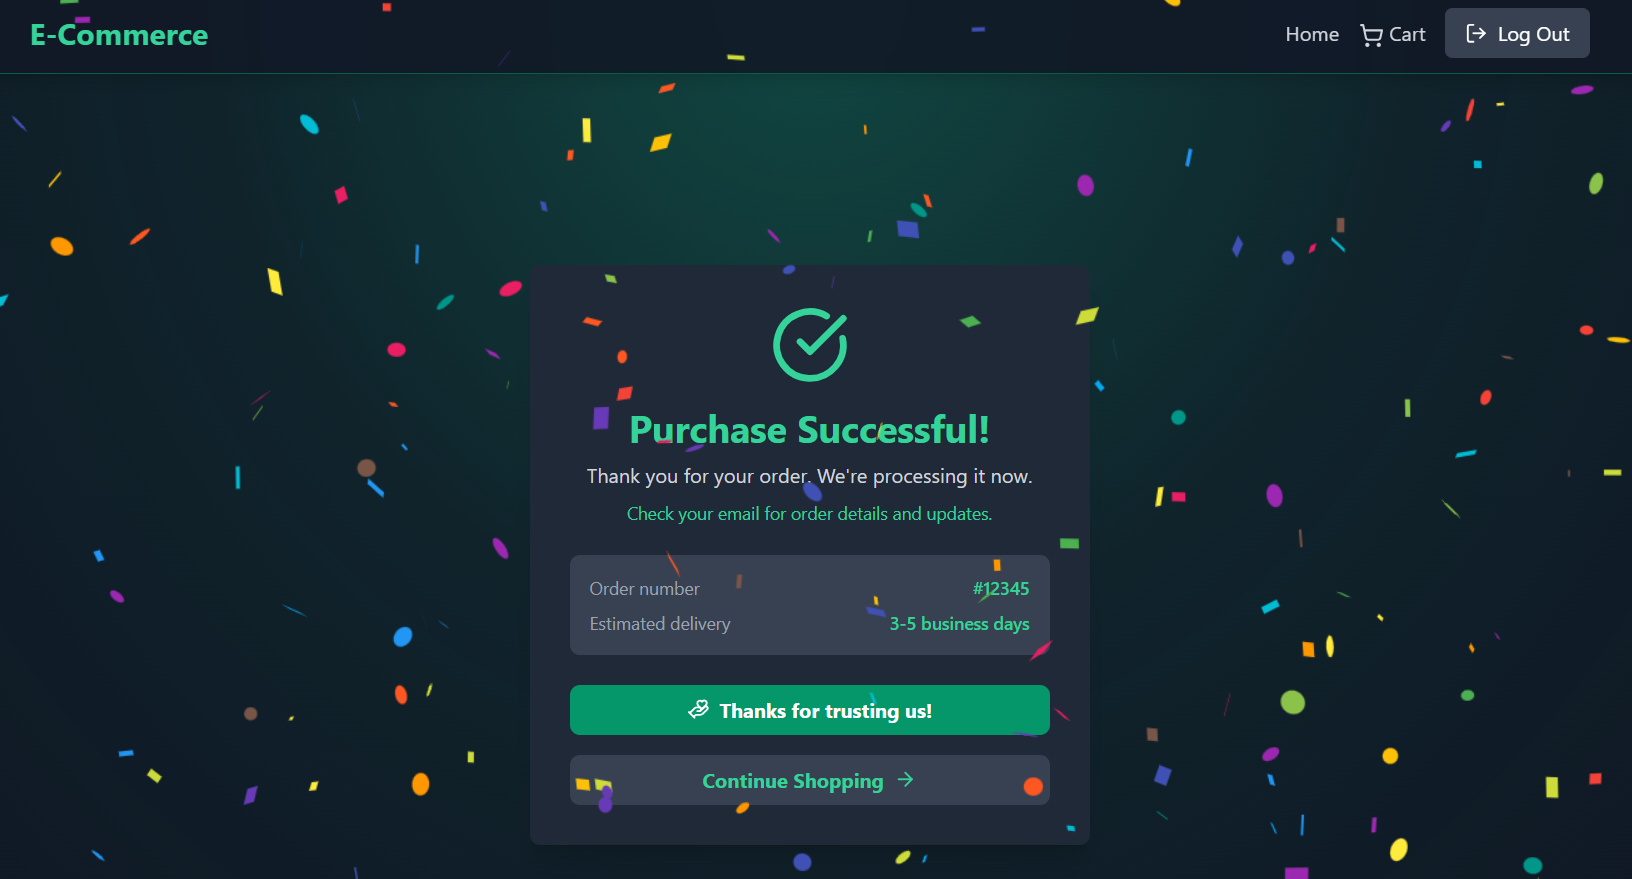 E-Commerce
Home Cart Log Out
Purchase Successful!
Thank you for your order. We're processing it now.
Check your email for order details and updates.
Order number #12345
Estimated delivery 3-5 business days
Thanks for trusting us!
Continue Shopping →